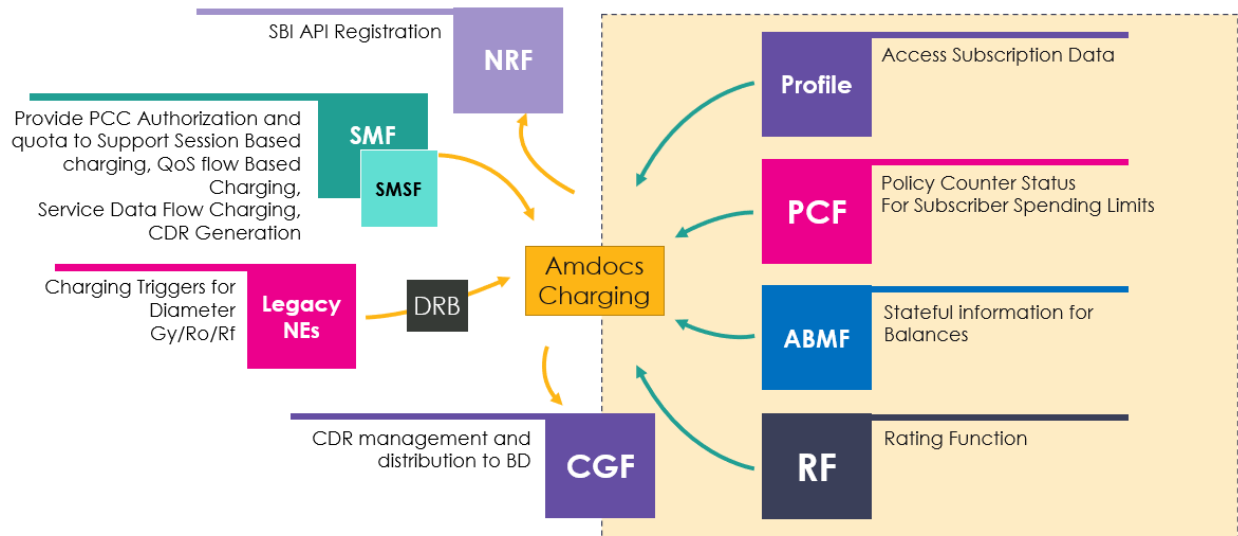 SBI API Registration
NRF
Provide PCC Authorization and
quota to Support Session Based
charging, QoS flow Based
Charging,
Service Data Flow Charging,
CDR Generation
SMF
SMSF
Charging Triggers for
Diameter
Gy/Ro/Rf
Legacy
NEs
DRB
Amdocs
Charging
CDR management and
distribution to BD
CGF
Profile
Access Subscription Data
PCF
Policy Counter Status
For Subscriber Spending Limits
ABMF
Stateful information for
Balances
RF
Rating Function